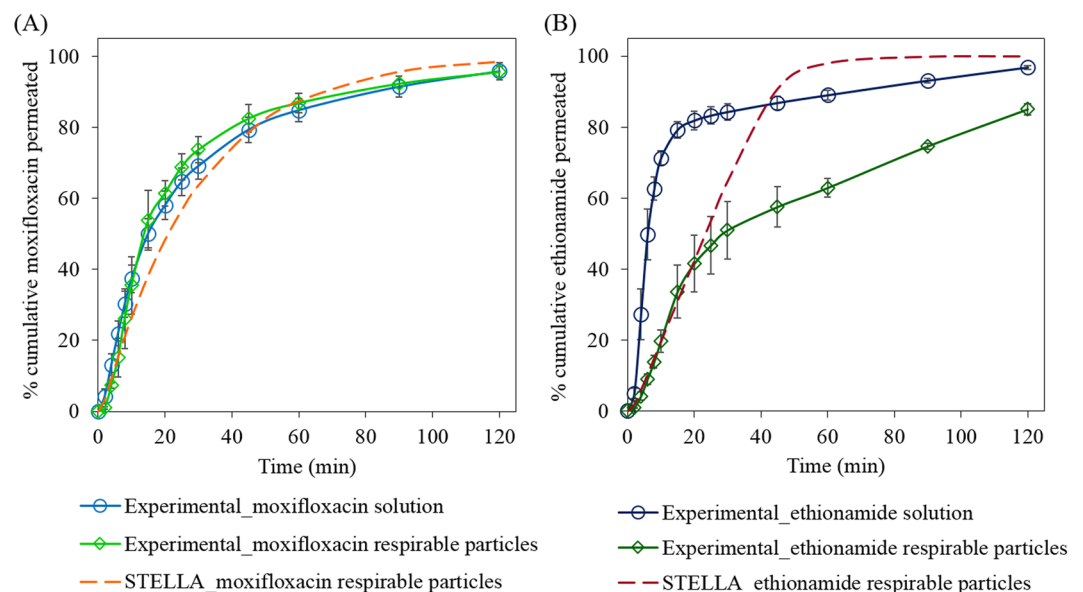 (A)
% cumulative moxifloxacin permeated
100
80
60
40
20
0
0 20 40 60 80 100 120
Time (min)
Experimental_moxifloxacin solution
Experimental_moxifloxacin respirable particles
STELLA_moxifloxacin respirable particles
(B)
% cumulative ethionamide permeated
100
80
60
40
20
0
0 20 40 60 80 100 120
Time (min)
Experimental_ethionamide solution
Experimental_ethionamide respirable particles
STELLA_ethionamide respirable particles